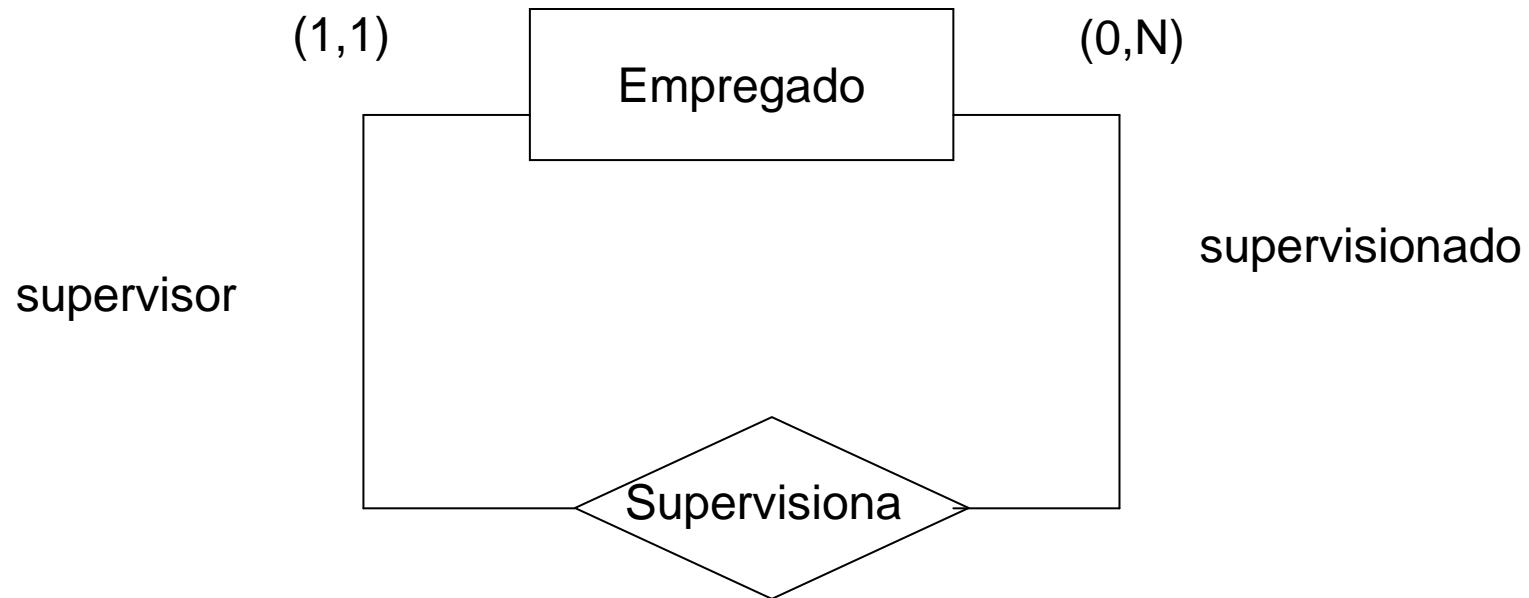 (1,1)
Empregado
(0,N)
supervisor
supervisionado
Supervisiona